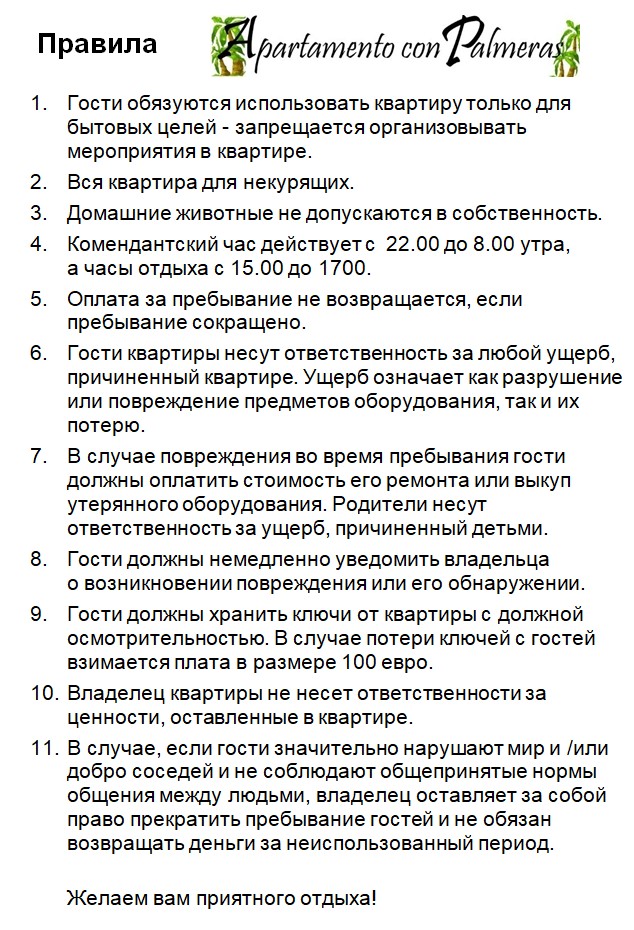 Правила
Apartamento con Palmeras
1. Гости обязуются использовать квартиру только для
бытовых целей - запрещается организовывать
мероприятия в квартире.
2. Вся квартира для некурящих.
3. Домашние животные не допускаются в собственность.
4. Комендантский час действует с 22.00 до 8.00 утра,
а часы отдыха с 15.00 до 1700.
5. Оплата за пребывание не возвращается, если
пребывание сокращено.
6. Гости квартиры несут ответственность за любой ущерб,
причиненный квартире. Ущерб означает как разрушение
или повреждение предметов оборудования, так и их
потерю.
7. В случае повреждения во время пребывания гости
должны оплатить стоимость его ремонта или выкуп
утерянного оборудования. Родители несут
ответственность за ущерб, причиненный детьми.
8. Гости должны немедленно уведомить владельца
о возникновении повреждения или его обнаружении.
9. Гости должны хранить ключи от квартиры с должной
осмотрительностью. В случае потери ключей с гостей
взимается плата в размере 100 евро.
10. Владелец квартиры не несет ответственности за
ценности, оставленные в квартире.
11. В случае, если гости значительно нарушают мир и /или
добро соседей и не соблюдают общепринятые нормы
общения между людьми, владелец оставляет за собой
право прекратить пребывание гостей и не обязан
возвращать деньги за неиспользованный период.
Желаем вам приятного отдыха!